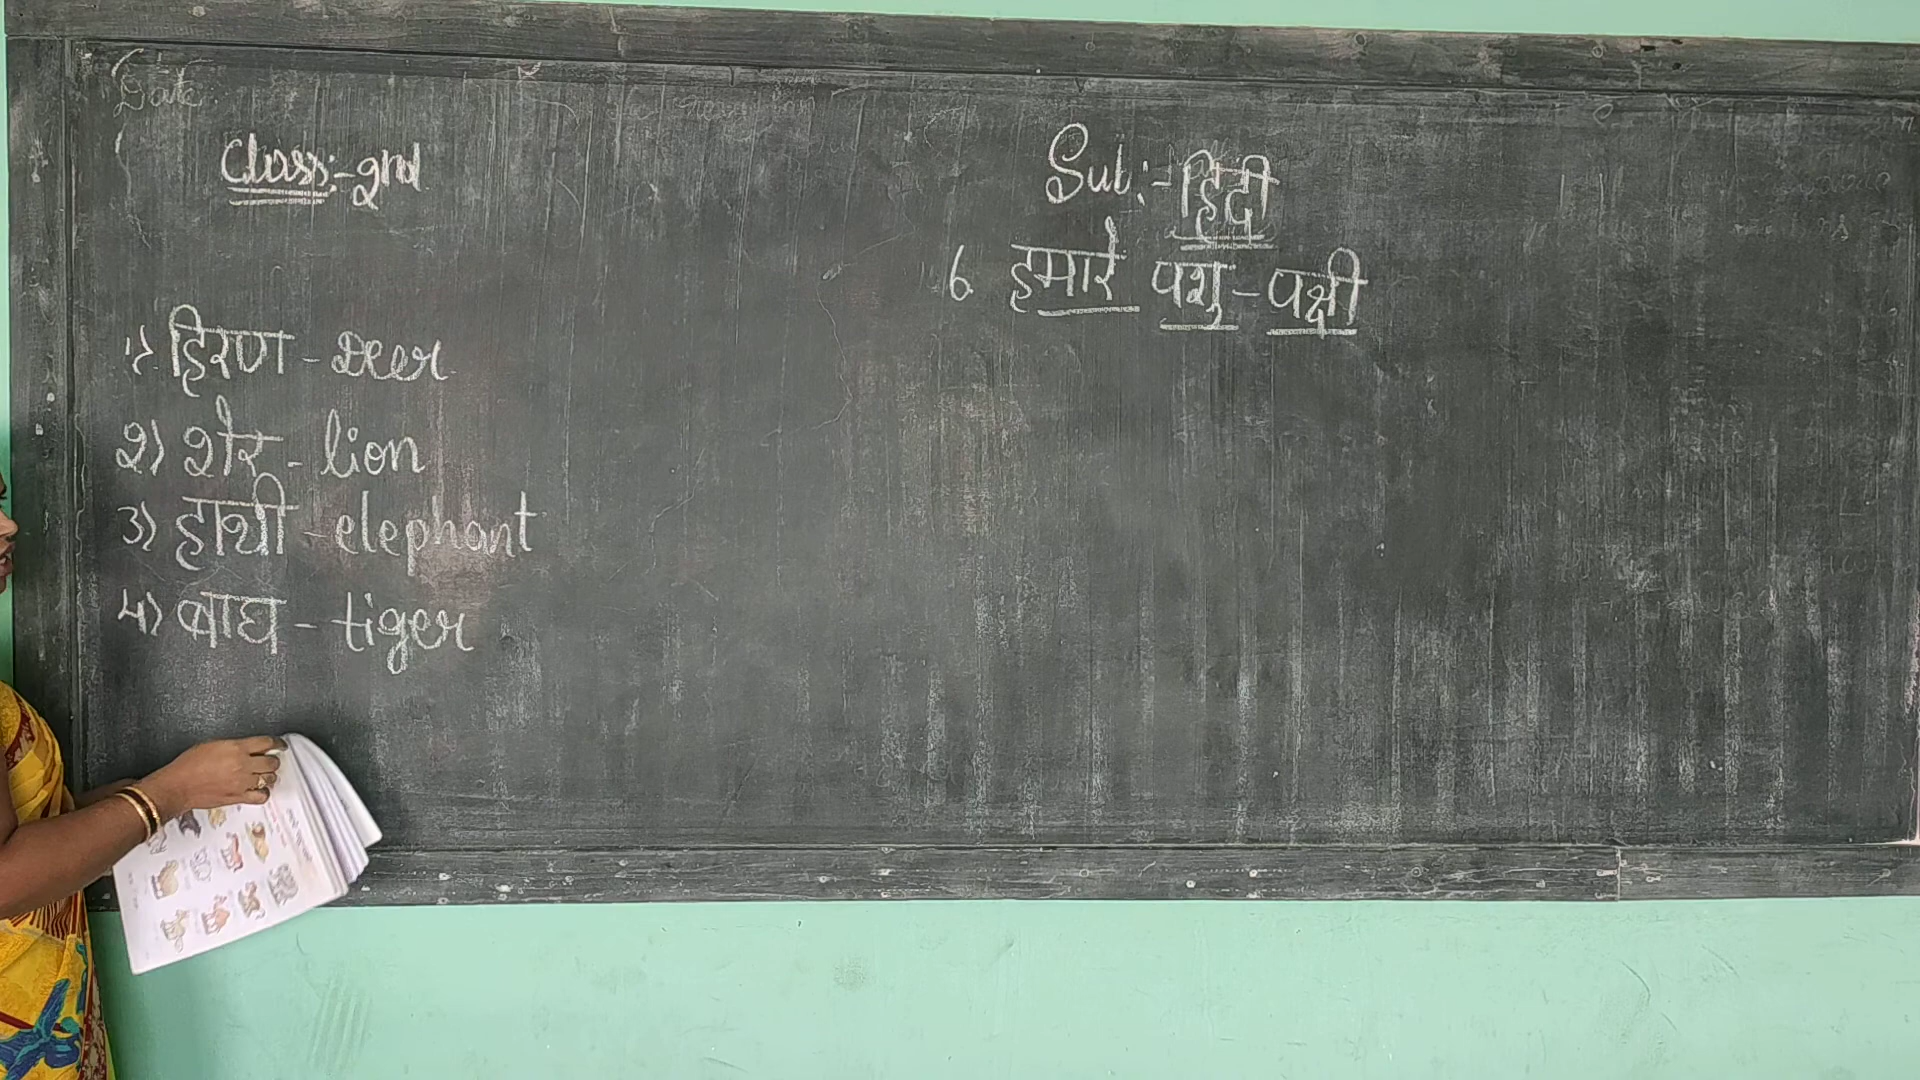 Date:
Class:- 2nd
Sub:- हिंदी
6. हमारे पशु-पक्षी
1) हिरण - deer
2) शेर - lion
3) हाथी - elephant
4) बाघ - tiger